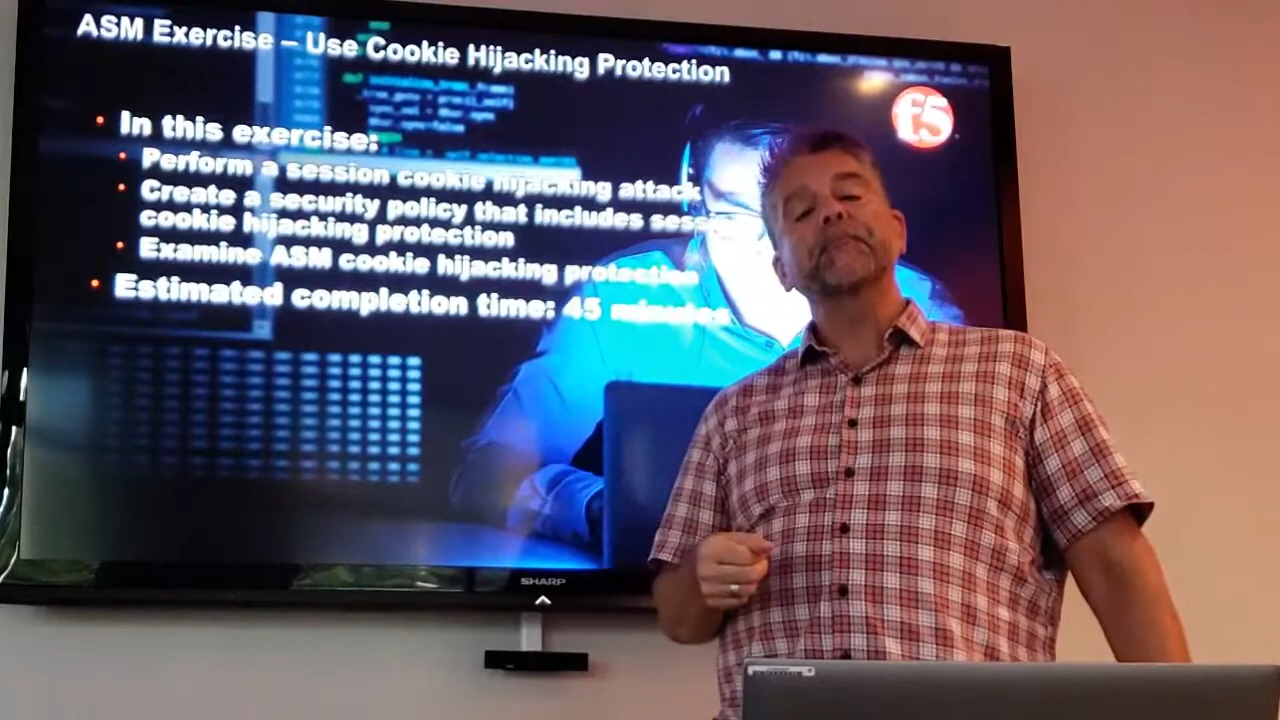 ASM Exercise – Use Cookie Hijacking Protection
f5
In this exercise:
Perform a session cookie hijacking attack
Create a security policy that includes
cookie hijacking protection
Examine ASM cookie hijacking protection
Estimated completion time: 45 minutes
SHARP